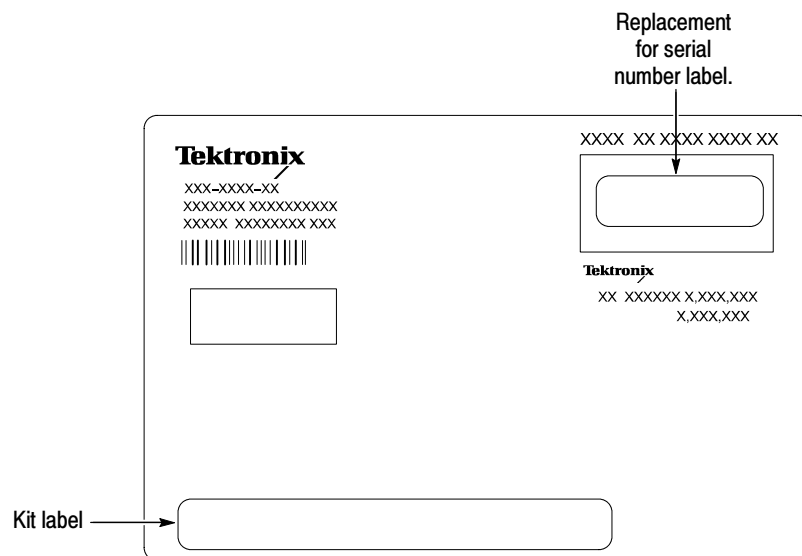 Replacement
for serial
number label.
XXXX XX XXXX XXXX XX
Tektronix
XXX-XXXX-XX
XXXXXXX XXXXXXXXXX
XXXXX XXXXXXXX XXX
Tektronix
XX XXXXXX X,XXX,XXX
X,XXX,XXX
Kit label